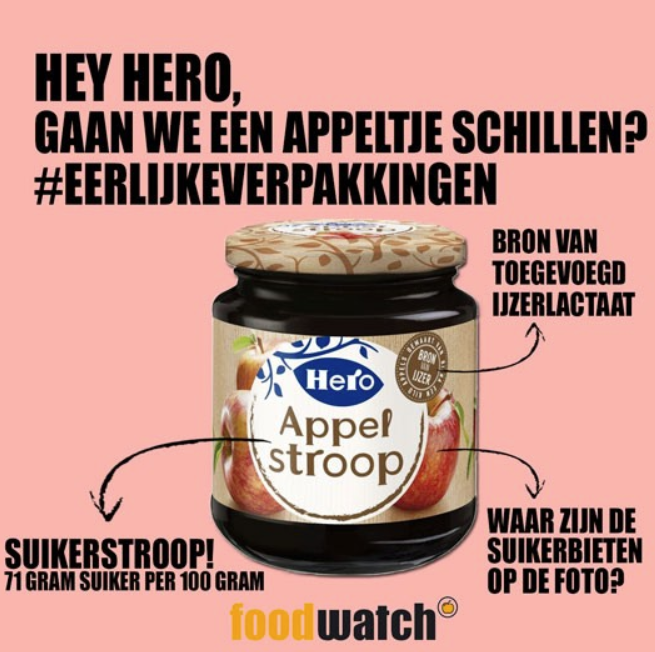 HEY HERO,
GAAN WE EEN APPELTJE SCHILLEN?
#EERLIJKEVERPAKKINGEN
BRON VAN
TOEGEVOEGD
IJZERLACTAAT
BRON
VAN
IJZER
Hero
Appel
stroop
SUIKERSTROOP!
71 GRAM SUIKER PER 100 GRAM
WAAR ZIJN DE
SUIKERBIETEN
OP DE FOTO?
foodwatch